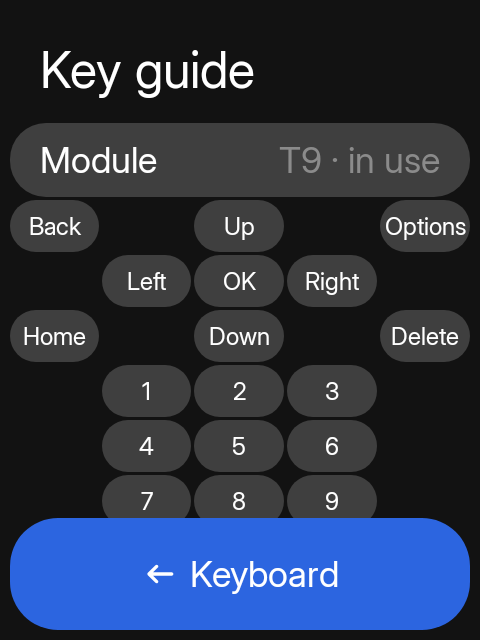 Key guide
Module T9 · in use
Back Up Options
Left OK Right
Home Down Delete
1 2 3
4 5 6
7 8 9
← Keyboard